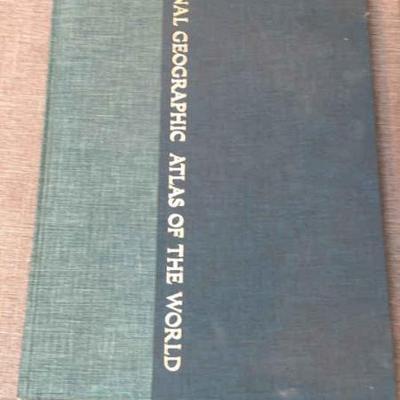 NAL GEOGRAPHIC ATLAS OF THE WORLD